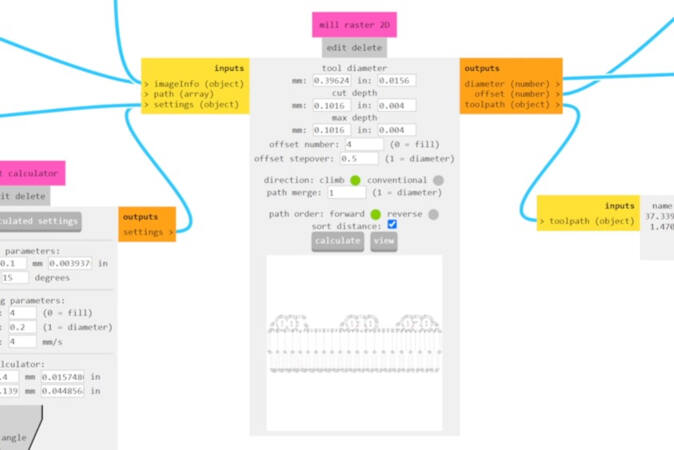 mill raster 2D
edit delete
inputs
> imageInfo (object)
> path (array)
> settings (object)
tool diameter
mm: 0.39624 in: 0.0156
cut depth
mm: 0.1016 in: 0.004
max depth
mm: 0.1016 in: 0.004
offset number: 4 (0 = fill)
offset stepover: 0.5 (1 = diameter)
direction: climb conventional
path merge: 1 (1 = diameter)
path order: forward reverse
sort distance:
calculate view
outputs
diameter (number) >
offset (number) >
toolpath (object) >
t calculator
it delete
culated settings
outputs
settings >
parameters:
0.1 mm 0.003937 in
15 degrees
g parameters:
: 4 (0 = fill)
: 0.2 (1 = diameter)
: 4 mm/s
lculator:
.4 mm 0.015748 in
.139 mm 0.044856 in
angle
inputs
> toolpath (object)
name
37.339
1.470